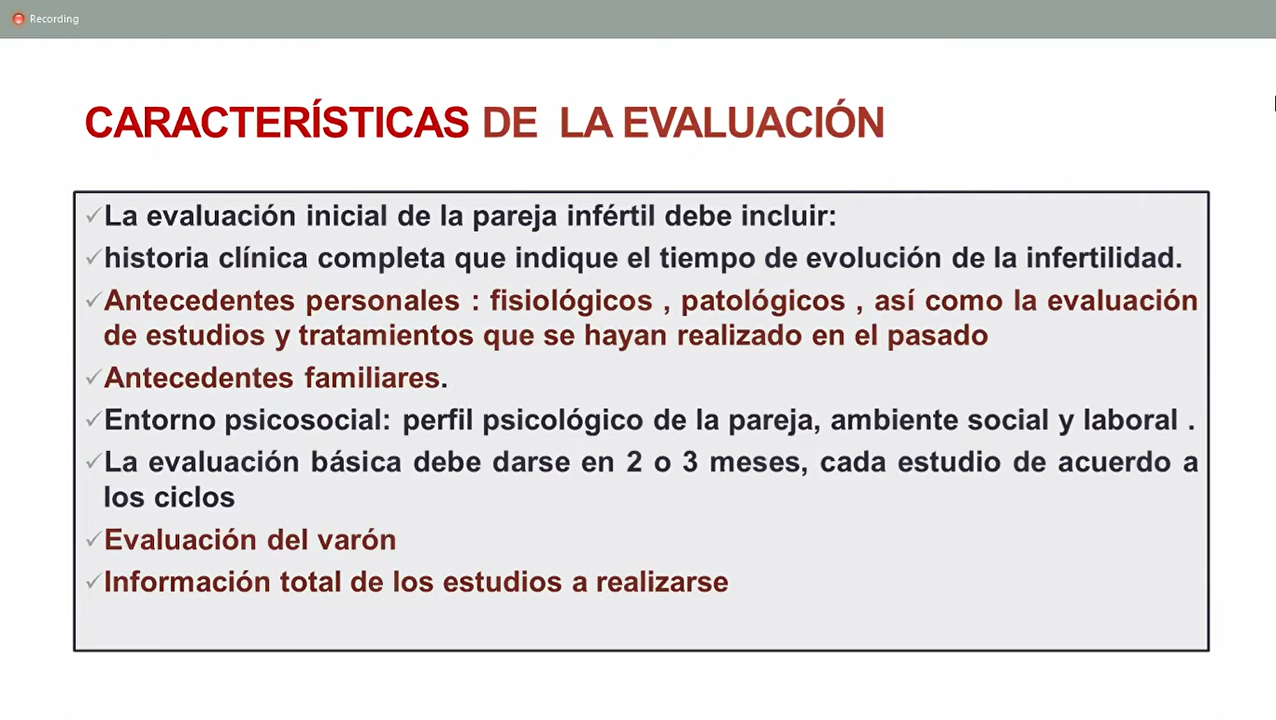 Recording
CARACTERÍSTICAS DE LA EVALUACIÓN
✓La evaluación inicial de la pareja infértil debe incluir:
✓historia clínica completa que indique el tiempo de evolución de la infertilidad.
✓Antecedentes personales : fisiológicos , patológicos , así como la evaluación
de estudios y tratamientos que se hayan realizado en el pasado
✓Antecedentes familiares.
✓Entorno psicosocial: perfil psicológico de la pareja, ambiente social y laboral .
✓La evaluación básica debe darse en 2 o 3 meses, cada estudio de acuerdo a
los ciclos
✓Evaluación del varón
✓Información total de los estudios a realizarse